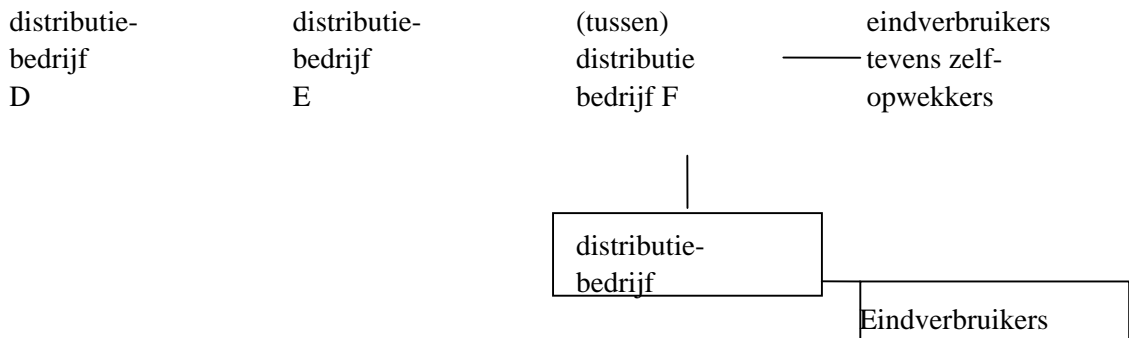 distributie-
bedrijf
D
distributie-
bedrijf
E
(tussen)
distributie
bedrijf F
eindverbruikers
tevens zelf-
opwekkers
distributie-
bedrijf
Eindverbruikers